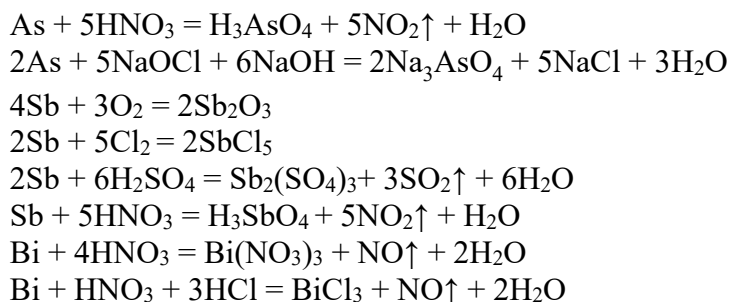 As + 5HNO₃ = H₃AsO₄ + 5NO₂↑ + H₂O
2As + 5NaOCl + 6NaOH = 2Na₃AsO₄ + 5NaCl + 3H₂O
4Sb + 3O₂ = 2Sb₂O₃
2Sb + 5Cl₂ = 2SbCl₅
2Sb + 6H₂SO₄ = Sb₂(SO₄)₃+ 3SO₂↑ + 6H₂O
Sb + 5HNO₃ = H₃SbO₄ + 5NO₂↑ + H₂O
Bi + 4HNO₃ = Bi(NO₃)₃ + NO↑ + 2H₂O
Bi + HNO₃ + 3HCl = BiCl₃ + NO↑ + 2H₂O